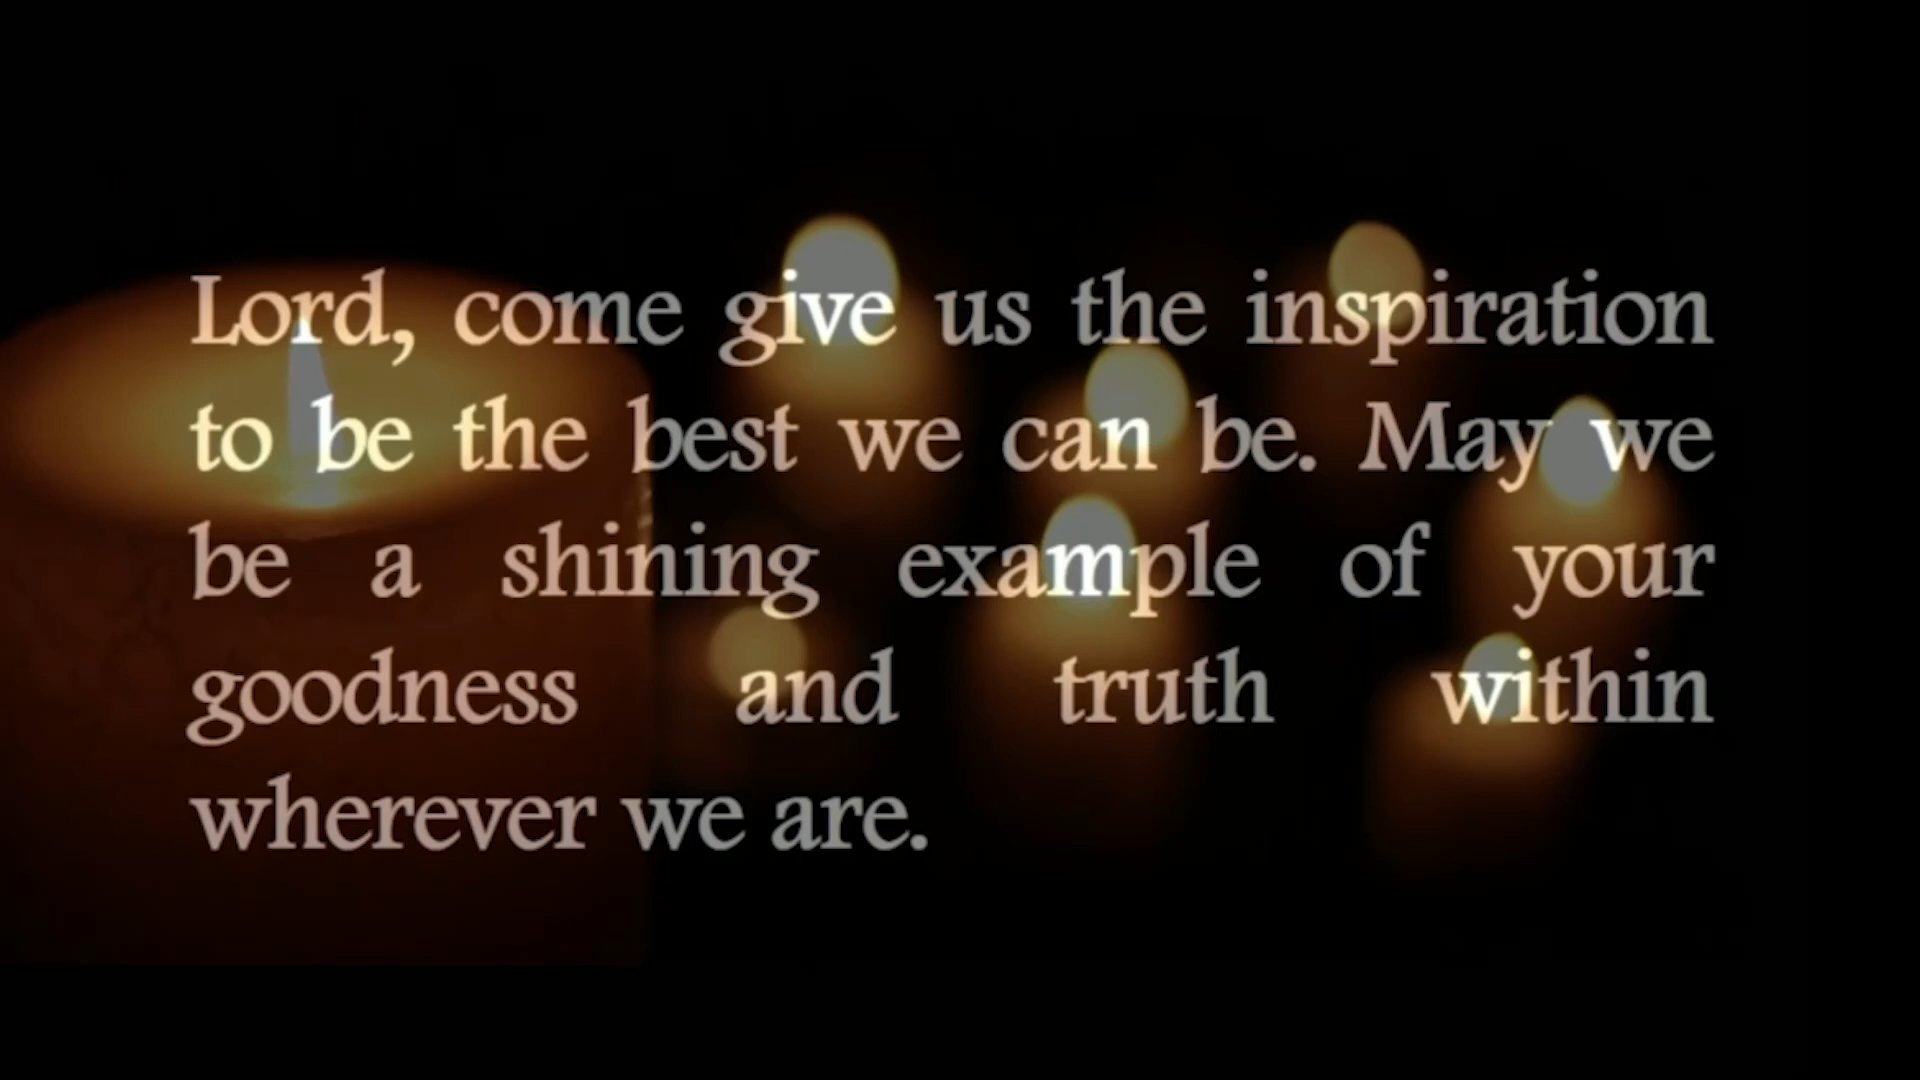 Lord, come give us the inspiration
to be the best we can be. May we
be a shining example of your
goodness and truth within
wherever we are.